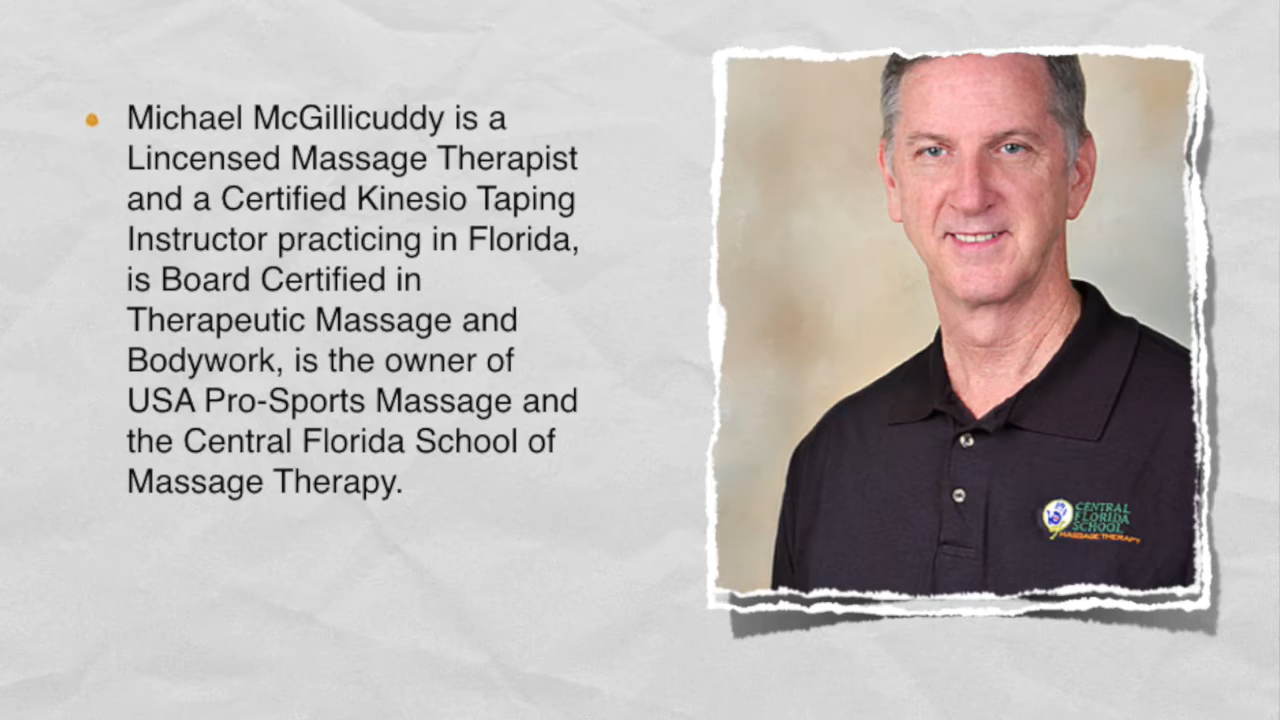 Michael McGillicuddy is a
Lincensed Massage Therapist
and a Certified Kinesio Taping
Instructor practicing in Florida,
is Board Certified in
Therapeutic Massage and
Bodywork, is the owner of
USA Pro-Sports Massage and
the Central Florida School of
Massage Therapy.
CENTRAL
FLORIDA
SCHOOL
MASSAGE THERAPY